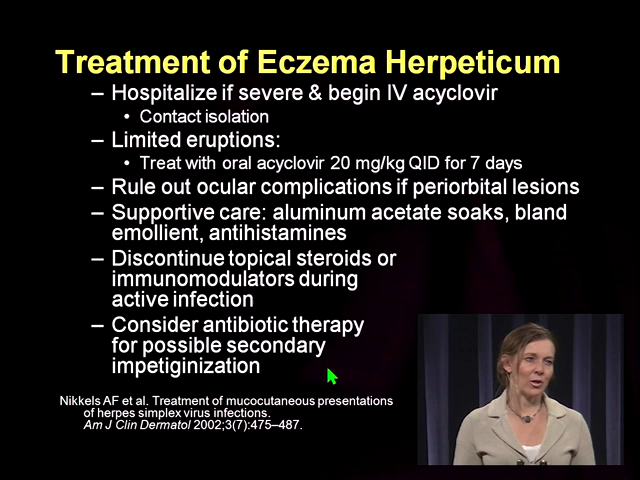 Treatment of Eczema Herpeticum
– Hospitalize if severe & begin IV acyclovir
• Contact isolation
– Limited eruptions:
• Treat with oral acyclovir 20 mg/kg QID for 7 days
– Rule out ocular complications if periorbital lesions
– Supportive care: aluminum acetate soaks, bland
emollient, antihistamines
– Discontinue topical steroids or
immunomodulators during
active infection
– Consider antibiotic therapy
for possible secondary
impetiginization
Nikkels AF et al. Treatment of mucocutaneous presentations
of herpes simplex virus infections.
Am J Clin Dermatol 2002;3(7):475–487.